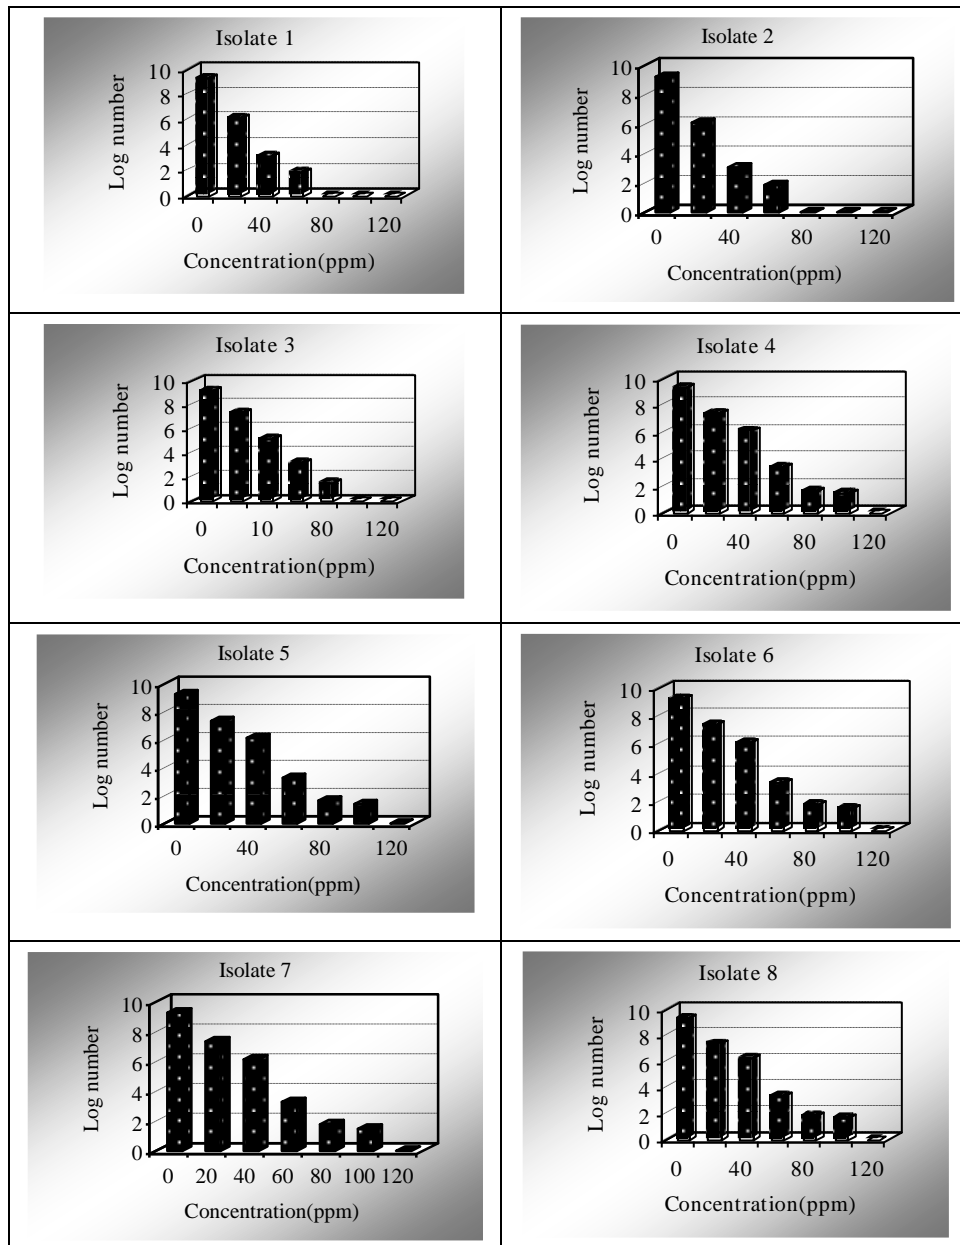 Isolate 1
Log number
10
8
6
4
2
0
0 40 80 120
Concentration(ppm)
Isolate 2
Log number
10
8
6
4
2
0
0 40 80 120
Concentration(ppm)
Isolate 3
Log number
10
8
6
4
2
0
0 10 80 120
Concentration(ppm)
Isolate 4
Log number
10
8
6
4
2
0
0 40 80 120
Concentration(ppm)
Isolate 5
Log number
10
8
6
4
2
0
0 40 80 120
Concentration(ppm)
Isolate 6
Log number
10
8
6
4
2
0
0 40 80 120
Concentration(ppm)
Isolate 7
Log number
10
8
6
4
2
0
0 20 40 60 80 100 120
Concentration(ppm)
Isolate 8
Log number
10
8
6
4
2
0
0 40 80 120
Concentration(ppm)